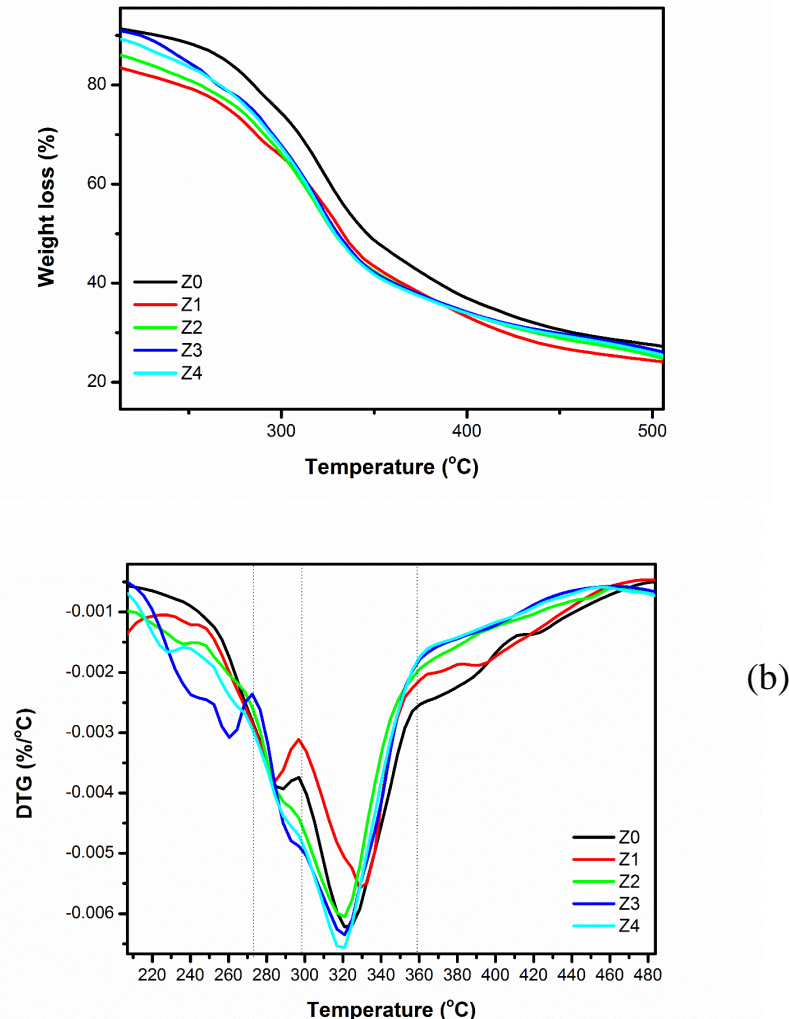 80
60
40
20
Weight loss (%)
Z0
Z1
Z2
Z3
Z4
300 400 500
Temperature (°C)
-0.001
-0.002
-0.003
-0.004
-0.005
-0.006
DTG (%/°C)
(b)
Z0
Z1
Z2
Z3
Z4
220 240 260 280 300 320 340 360 380 400 420 440 460 480
Temperature (°C)